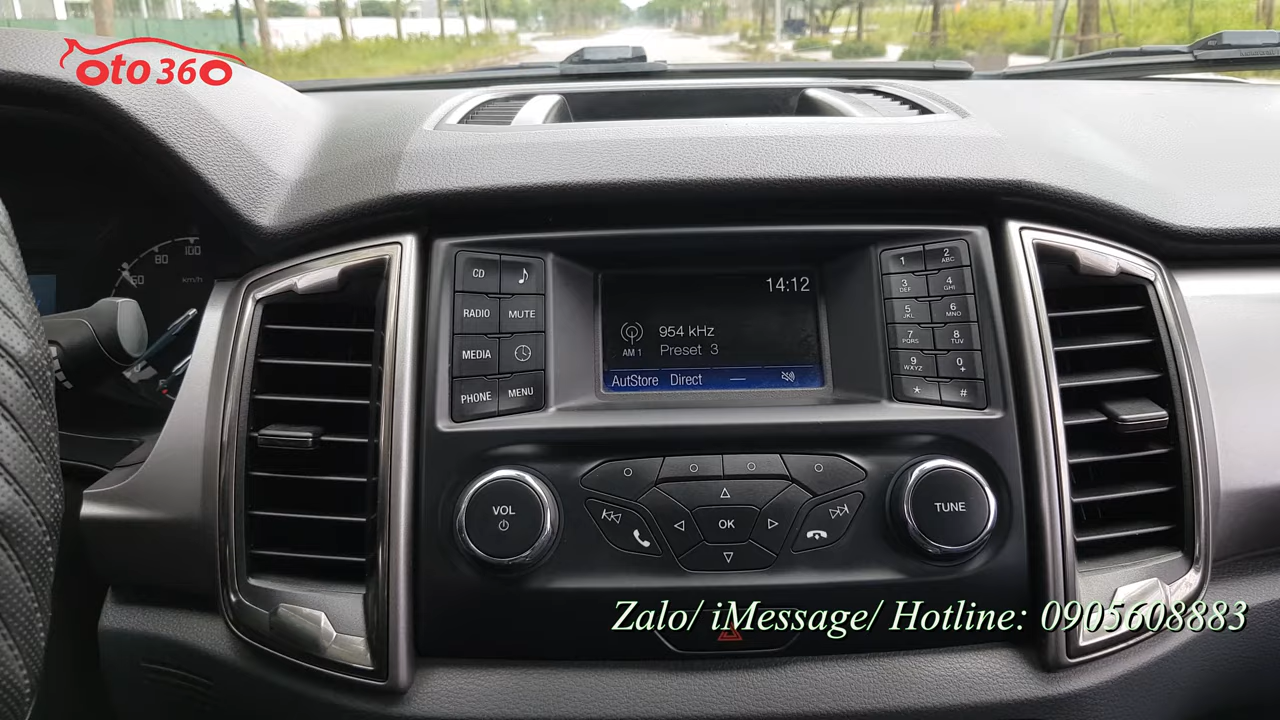 oto360
100
80
60
km/h
CD
RADIO MUTE
MEDIA
PHONE MENU
14:12
954 kHz
AM 1
Preset 3
AutStore Direct —
1
2 ABC
3 DEF
4 GHI
5 JKL
6 MNO
7 PQRS
8 TUV
9 WXYZ
0 +
*
#
VOL
OK
TUNE
Zalo/ iMessage/ Hotline: 0905608883